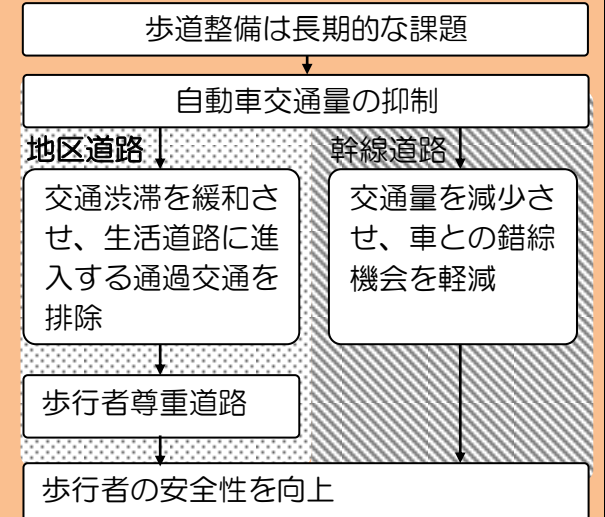 歩道整備は長期的な課題
自動車交通量の抑制
地区道路
交通渋滞を緩和さ
せ、生活道路に進
入する通過交通を
排除
幹線道路
交通量を減少さ
せ、車との錯綜
機会を軽減
歩行者尊重道路
歩行者の安全性を向上